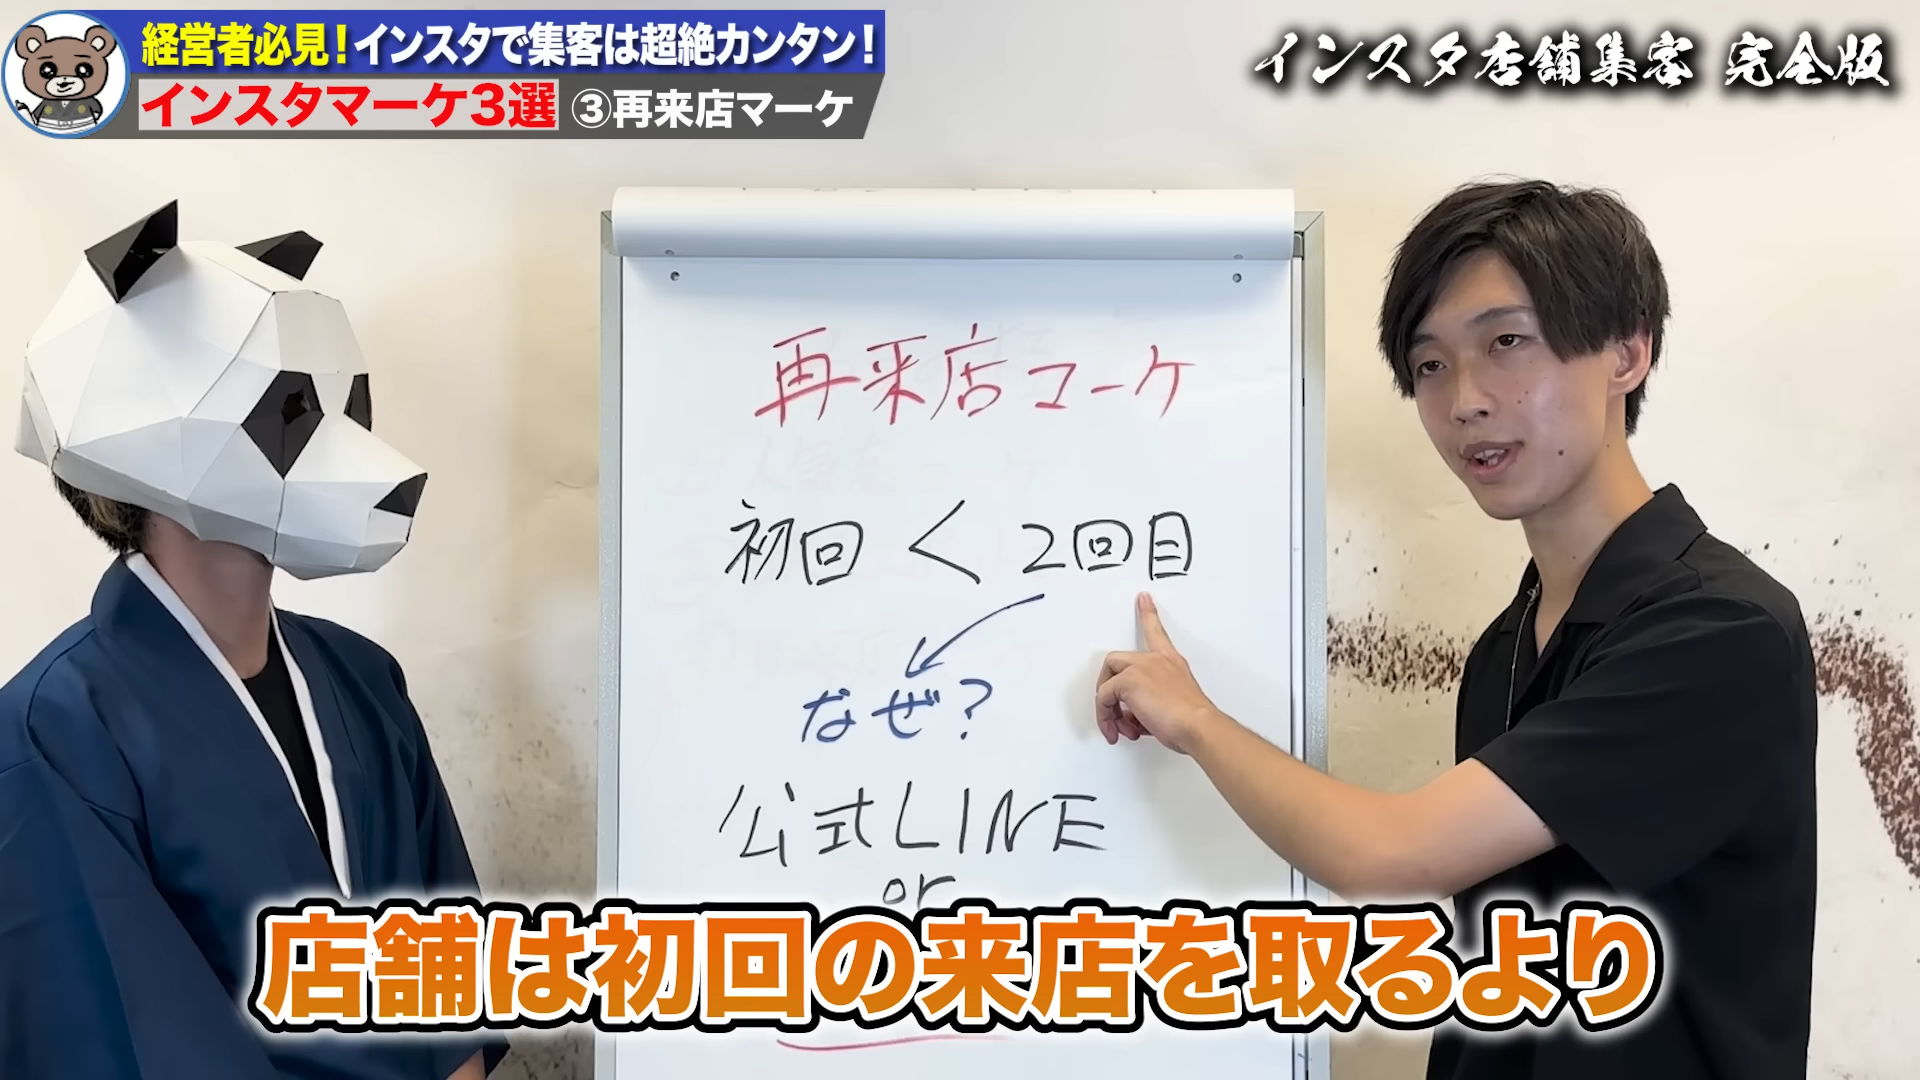 経営者必見！インスタで集客は超絶カンタン！
インスタマーケ3選 ③再来店マーケ
インスタ店舗集客 完全版
再来店マーケ
初回 < 2回目
なぜ？
公式LINE
or
店舗は初回の来店を取るより